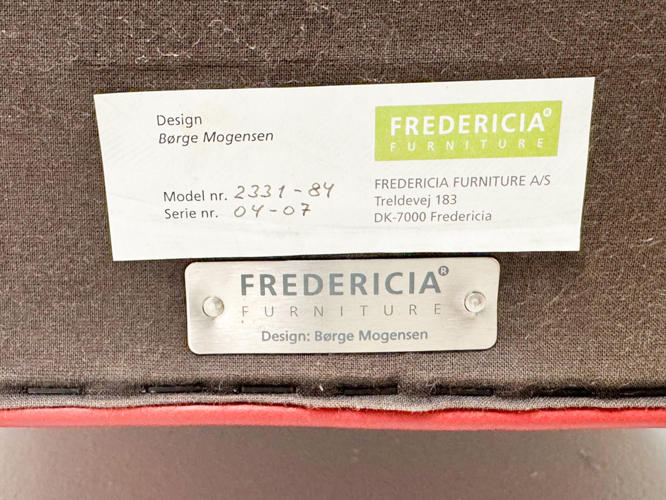 Design
Børge Mogensen
Model nr. 2331-84
Serie nr. 04-07
FREDERICIA®
FURNITURE
FREDERICIA FURNITURE A/S
Treldevej 183
DK-7000 Fredericia
FREDERICIA®
FURNITURE
Design: Børge Mogensen